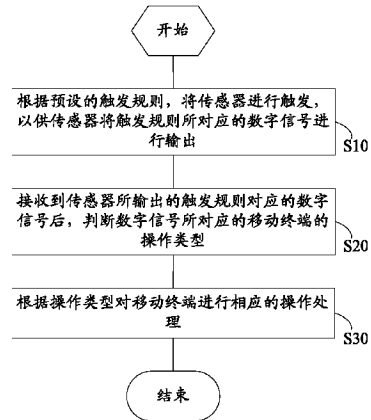 开始
根据预设的触发规则，将传感器进行触发，
以供传感器将触发规则所对应的数字信号进
行输出
S10
接收到传感器所输出的触发规则对应的数字
信号后，判断数字信号所对应的移动终端的
操作类型
S20
根据操作类型对移动终端进行相应的操作处
理
S30
结束